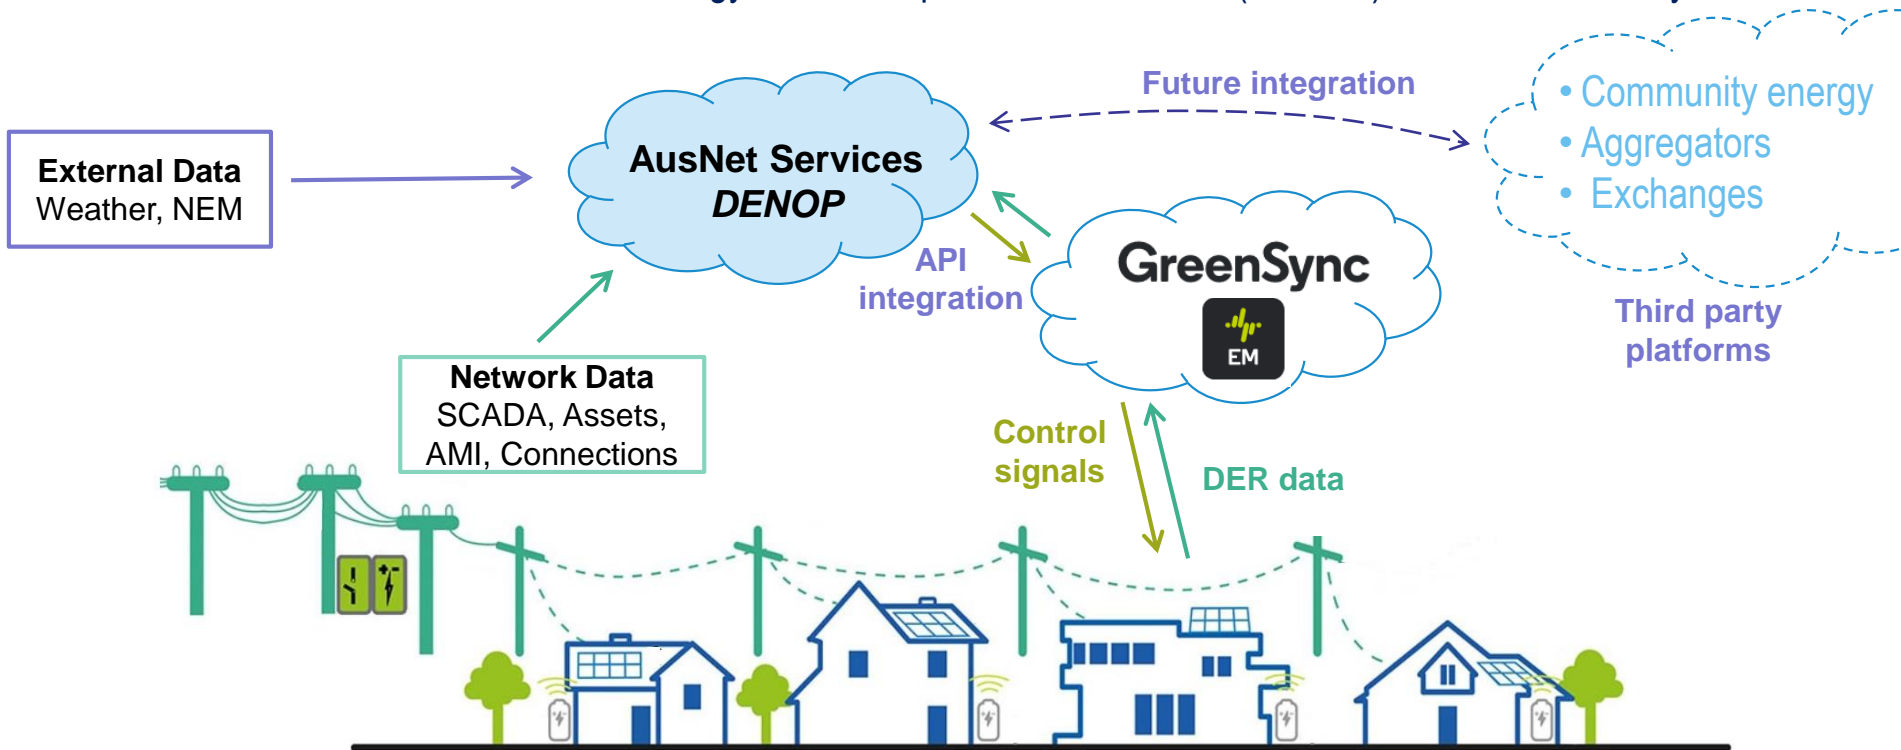 Future integration
• Community energy
• Aggregators
• Exchanges
External Data
Weather, NEM
AusNet Services
DENOP
API
integration
GreenSync
EM
Third party
platforms
Network Data
SCADA, Assets,
AMI, Connections
Control
signals
DER data